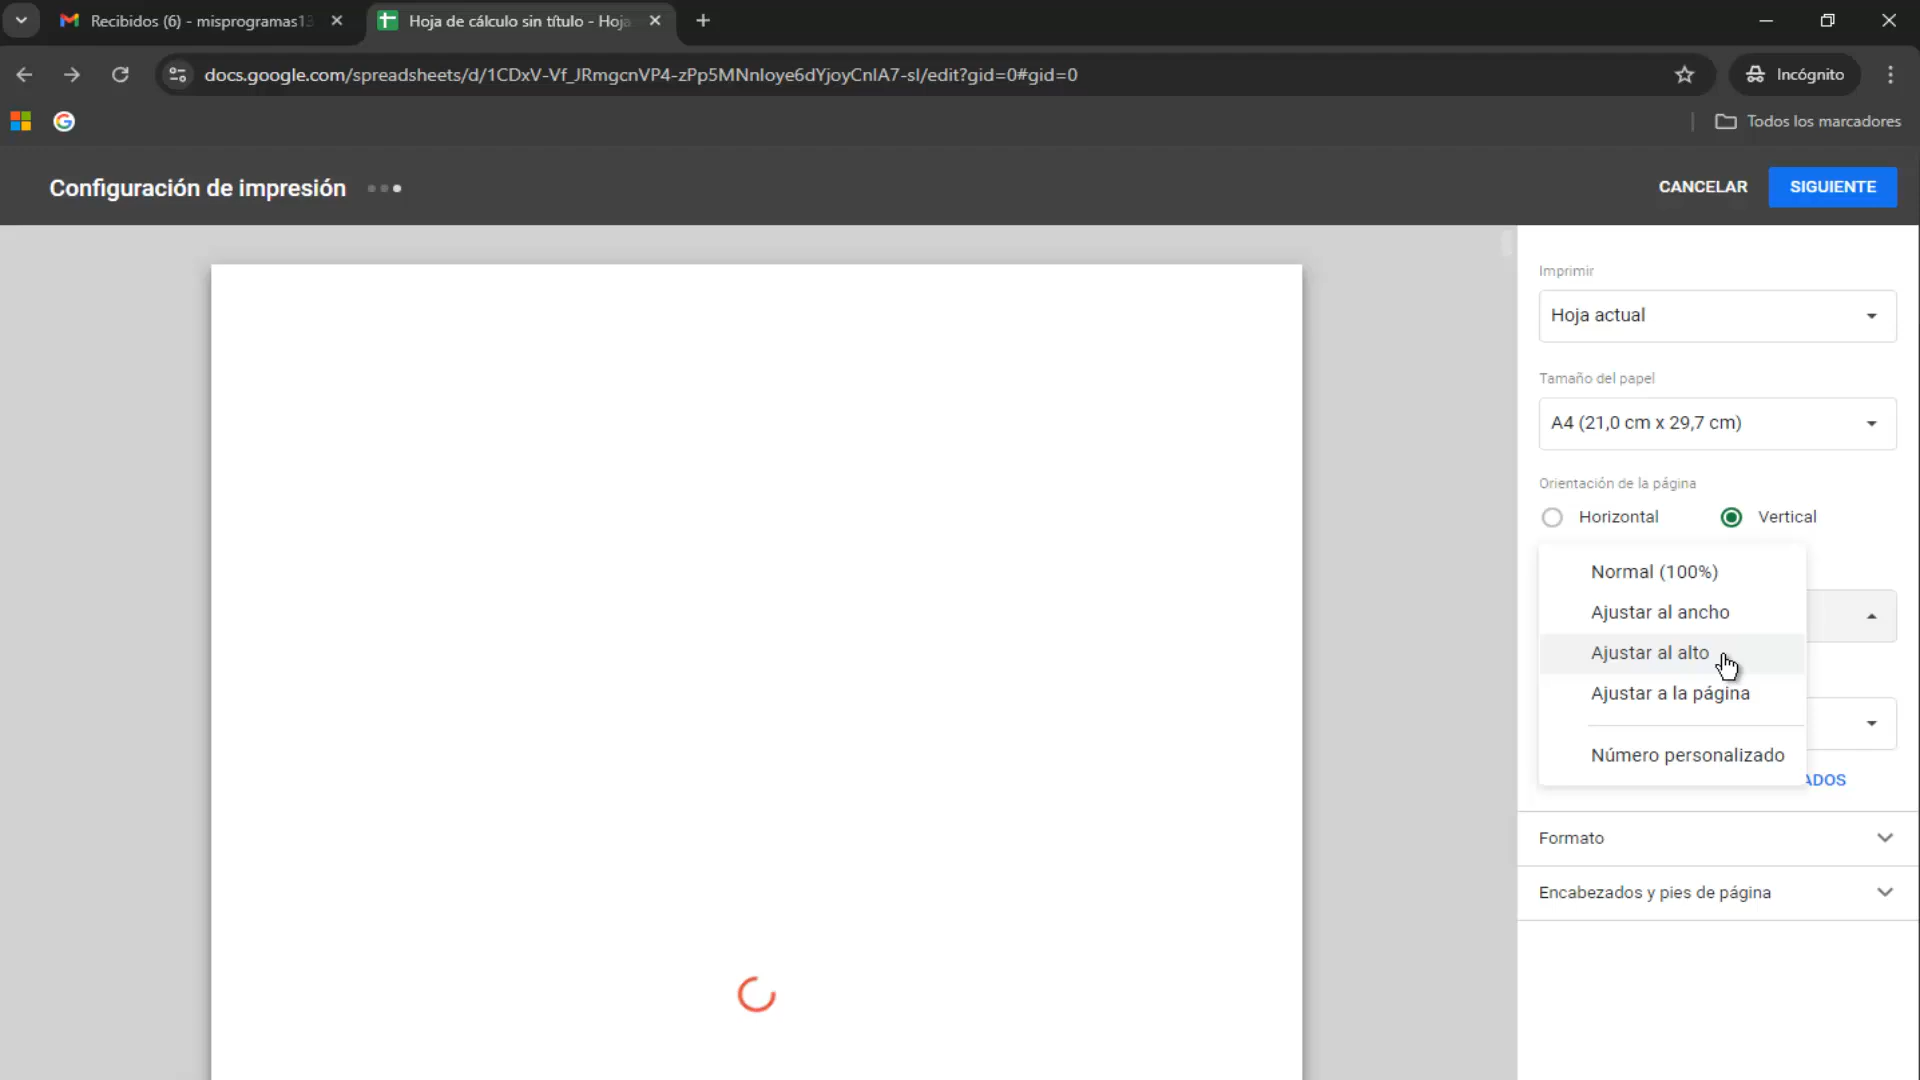 Recibidos (6) - misprogramas13
Hoja de cálculo sin título - Hoja
docs.google.com/spreadsheets/d/1CDxV-Vf_JRmgcnVP4-zPp5MNnloye6dYjoyCnlA7-sI/edit?gid=0#gid=0
Incógnito
Todos los marcadores
Configuración de impresión
CANCELAR
SIGUIENTE
Imprimir
Hoja actual
Tamaño del papel
A4 (21,0 cm x 29,7 cm)
Orientación de la página
Horizontal
Vertical
Normal (100%)
Ajustar al ancho
Ajustar al alto
Ajustar a la página
Número personalizado
ADOS
Formato
Encabezados y pies de página